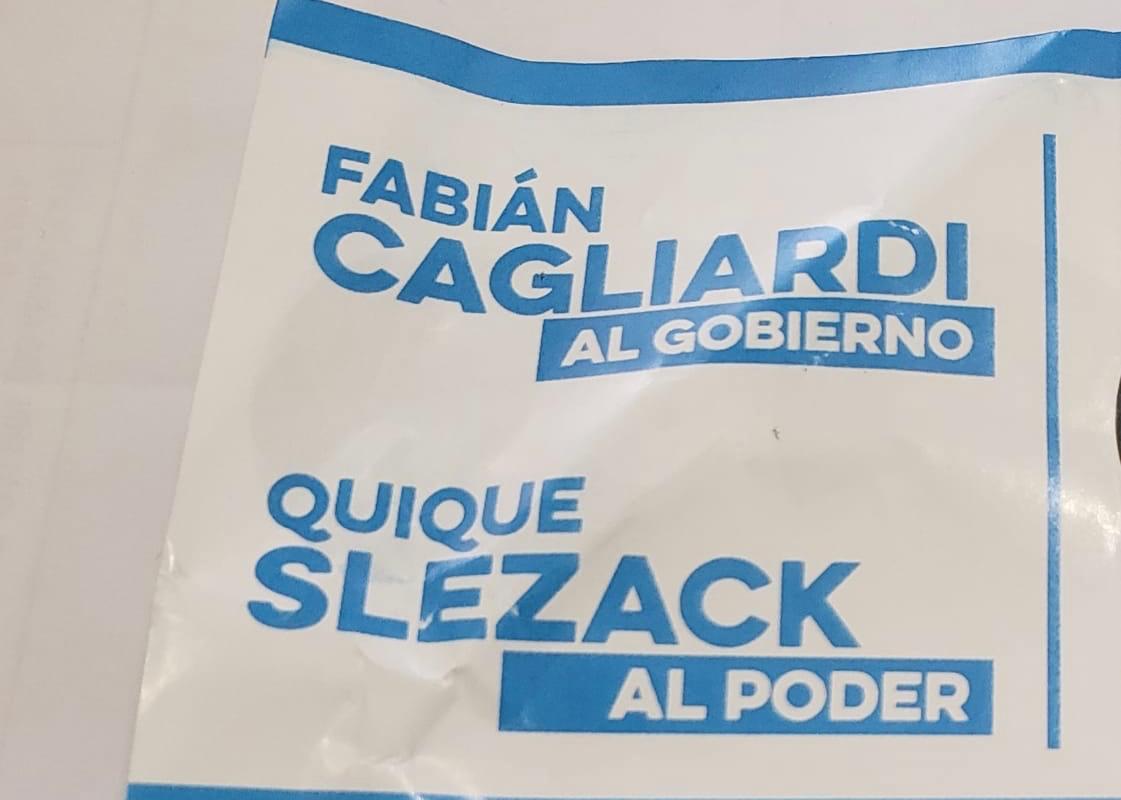 FABIÁN
CAGLIARDI
AL GOBIERNO
QUIQUE
SLEZACK
AL PODER